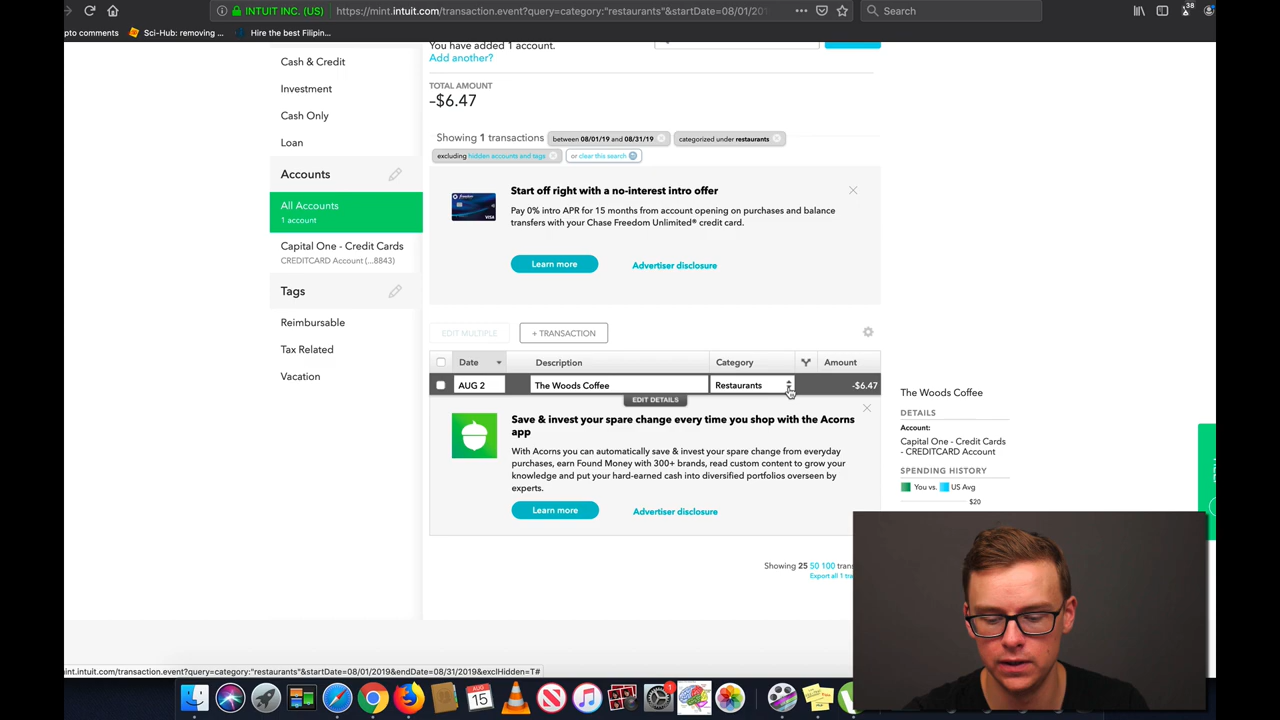 INTUIT INC. (US)
https://mint.intuit.com/transaction.event?query=category:"restaurants"&startDate=08/01/201
Search
38
pto comments
Sci-Hub: removing ...
Hire the best Filipin...
Cash & Credit
Investment
Cash Only
Loan
Accounts
All Accounts
1 account
Capital One - Credit Cards
CREDITCARD Account (...8843)
Tags
Reimbursable
Tax Related
Vacation
You have added 1 account.
Add another?
TOTAL AMOUNT
–$6.47
Showing 1 transactions
between 08/01/19 and 08/31/19
categorized under restaurants
excluding hidden accounts and tags
or clear this search
Start off right with a no-interest intro offer
Pay 0% intro APR for 15 months from account opening on purchases and balance
transfers with your Chase Freedom Unlimited® credit card.
Learn more
Advertiser disclosure
EDIT MULTIPLE
+ TRANSACTION
Date
Description
Category
Amount
AUG 2
The Woods Coffee
Restaurants
-$6.47
EDIT DETAILS
Save & invest your spare change every time you shop with the Acorns
app
With Acorns you can automatically save & invest your spare change from everyday
purchases, earn Found Money with 300+ brands, read custom content to grow your
knowledge and put your hard-earned cash into diversified portfolios overseen by
experts.
Learn more
Advertiser disclosure
Showing 25 50 100 tran
Export all 1 tra
The Woods Coffee
DETAILS
Account:
Capital One - Credit Cards
- CREDITCARD Account
SPENDING HISTORY
You vs.
US Avg
$20
int.intuit.com/transaction.event?query=category:"restaurants"&startDate=08/01/2019&endDate=08/31/2019&exclHidden=T#
AUG
15
1